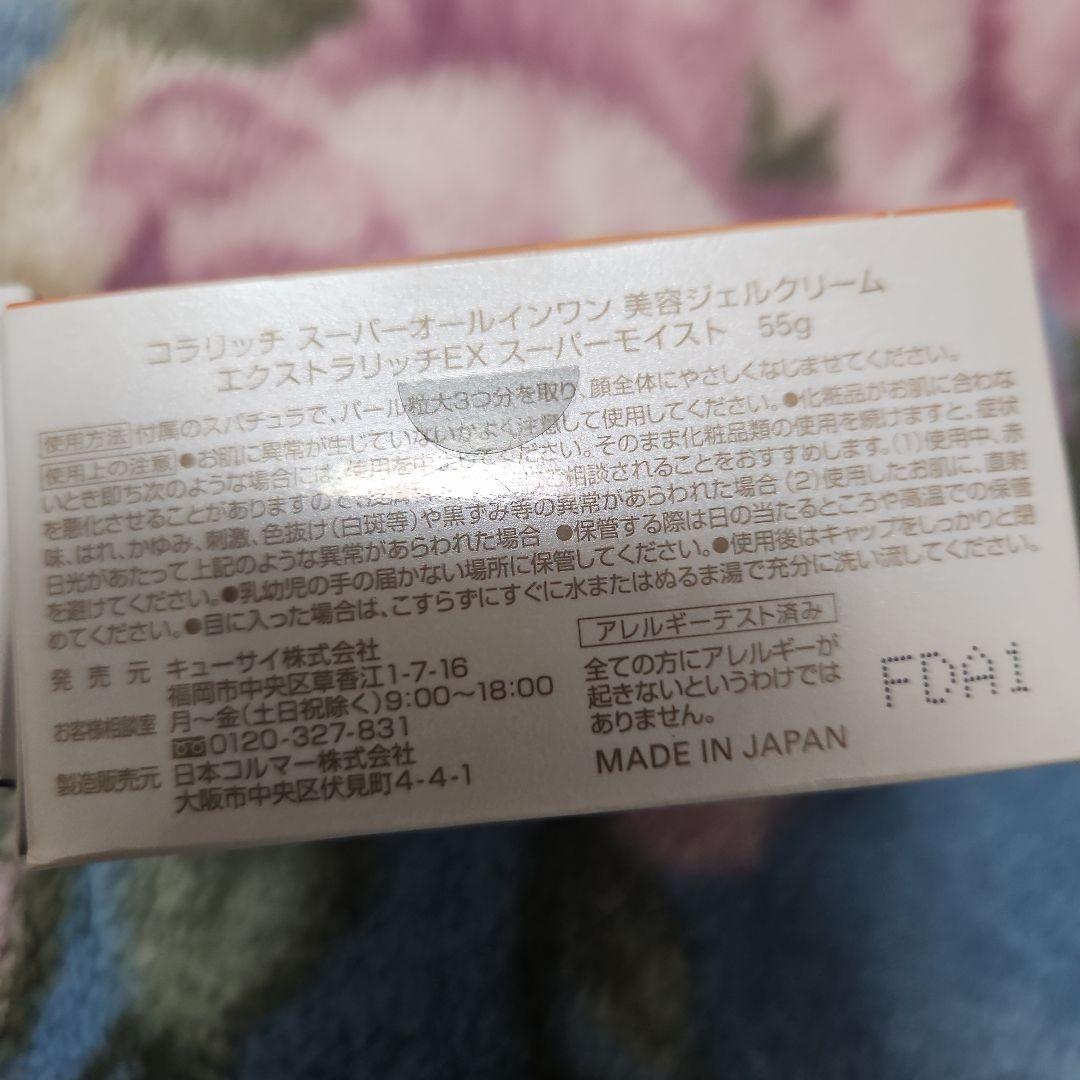 コラリッチ スーパーオールインワン 美容ジェルクリーム
エクストラリッチEX スーパーモイスト 55g
使用方法 付属のスパチュラで、パール粒大3つ分を取り、顔全体にやさしくなじませてください。
使用上の注意 ●お肌に異常が生じていないかよく注意して使用してください。●化粧品がお肌に合わな
いとき即ち次のような場合には、使用を中止してください。そのまま化粧品類の使用を続けますと、症状
を悪化させることがありますので、皮膚 ご相談されることをおすすめします。(1)使用中、赤
味、はれ、かゆみ、刺激、色抜け(白斑等)や黒ずみ等の異常があらわれた場合 (2)使用したお肌に、直射
日光があたって上記のような異常があらわれた場合 ●保管する際は日の当たるところや高温での保管
を避けてください。●乳幼児の手の届かない場所に保管してください。●使用後はキャップをしっかりと閉
めてください。●目に入った場合は、こすらずにすぐに水またはぬるま湯で充分に洗い流してください。
発売元 キューサイ株式会社
福岡市中央区草香江1-7-16
お客様相談室 月～金(土日祝除く)9:00～18:00
0120-327-831
製造販売元 日本コルマー株式会社
大阪市中央区伏見町4-4-1
アレルギーテスト済み
全ての方にアレルギーが
起きないというわけでは
ありません。
MADE IN JAPAN
FDA1